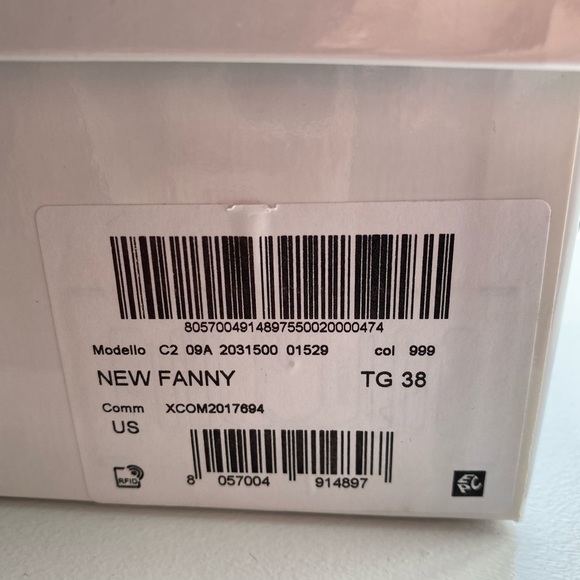 8057004914897550020000474
Modello C2 09A 2031500 01529 col 999
NEW FANNY TG 38
Comm XCOM2017694
US
RFID
8 057004 914897